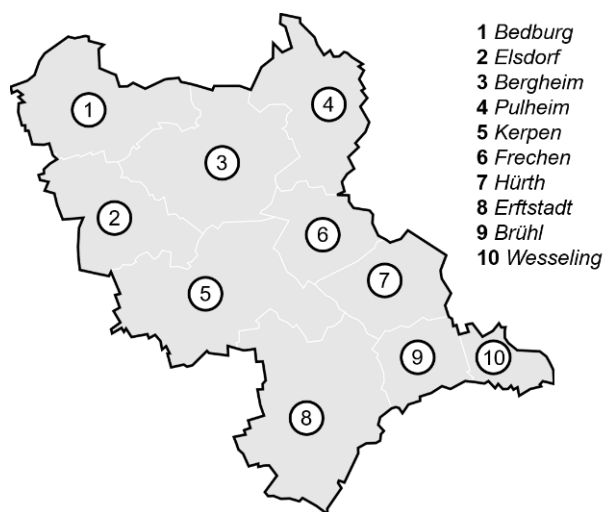 1 Bedburg
2 Elsdorf
3 Bergheim
4 Pulheim
5 Kerpen
6 Frechen
7 Hürth
8 Erftstadt
9 Brühl
10 Wesseling
1
4
3
2
6
7
5
9
10
8